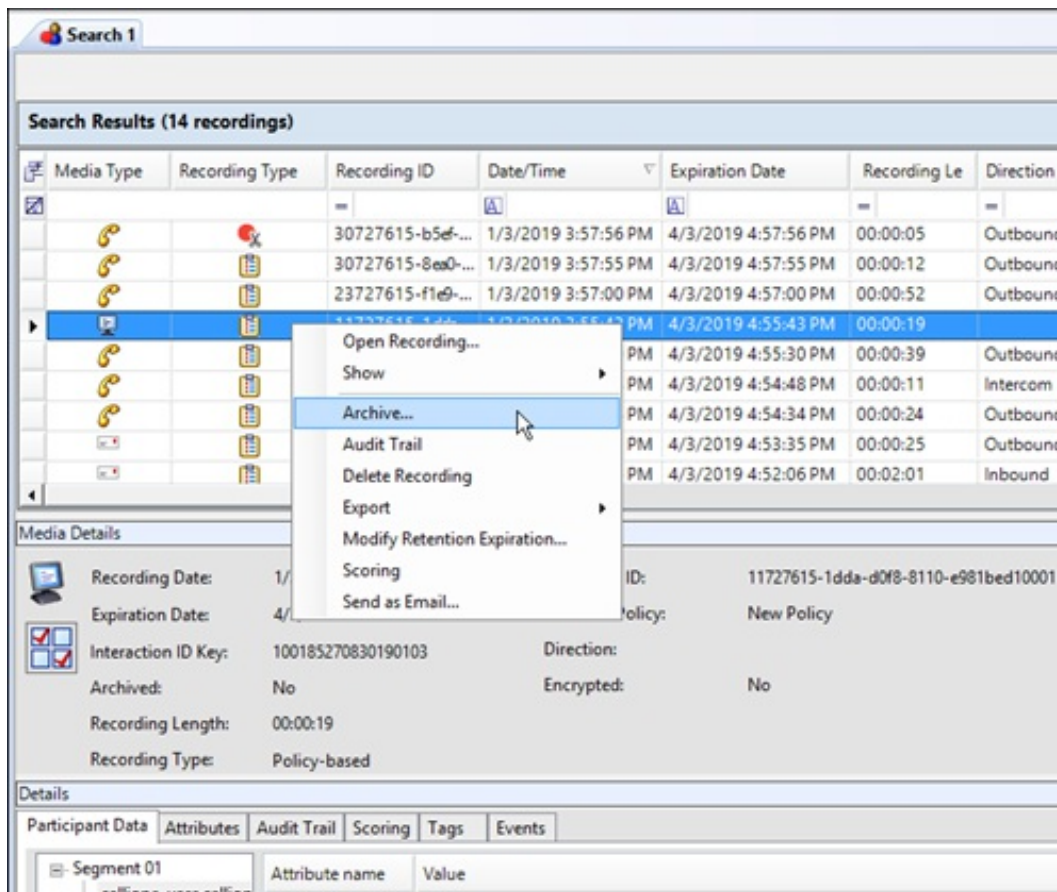 Search 1
Search Results (14 recordings)
Media Type Recording Type Recording ID Date/Time Expiration Date Recording Le Direction
= A A = =
30727615-b5ef-... 1/3/2019 3:57:56 PM 4/3/2019 4:57:56 PM 00:00:05 Outbound
30727615-8ea0-... 1/3/2019 3:57:55 PM 4/3/2019 4:57:55 PM 00:00:12 Outbound
23727615-f1e9-... 1/3/2019 3:57:00 PM 4/3/2019 4:57:00 PM 00:00:52 Outbound
PM 4/3/2019 4:55:43 PM 00:00:19
Open Recording...
PM 4/3/2019 4:55:30 PM 00:00:39 Outbound
Show
PM 4/3/2019 4:54:48 PM 00:00:11 Intercom
Archive...
PM 4/3/2019 4:54:34 PM 00:00:24 Outbound
Audit Trail
PM 4/3/2019 4:53:35 PM 00:00:25 Outbound
Delete Recording
PM 4/3/2019 4:52:06 PM 00:02:01 Inbound
Export
Modify Retention Expiration...
Scoring
Send as Email...
Media Details
Recording Date: 1/ ID: 11727615-1dda-d0f8-8110-e981bed10001
Expiration Date: 4/ Policy: New Policy
Interaction ID Key: 100185270830190103 Direction:
Archived: No Encrypted: No
Recording Length: 00:00:19
Recording Type: Policy-based
Details
Participant Data Attributes Audit Trail Scoring Tags Events
Segment 01 Attribute name Value